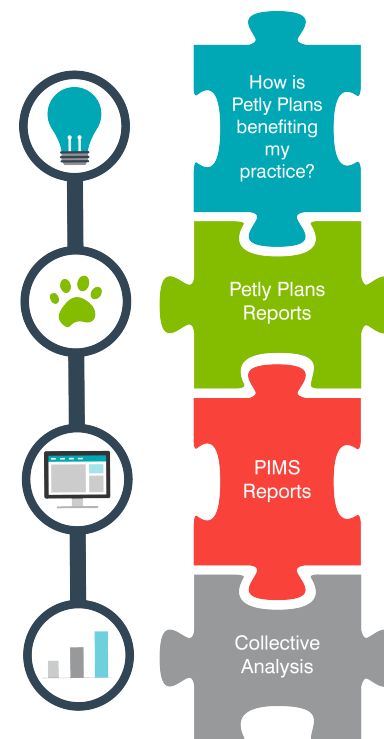 How is
Petly Plans
benefiting
my
practice?
Petly Plans
Reports
PIMS
Reports
Collective
Analysis